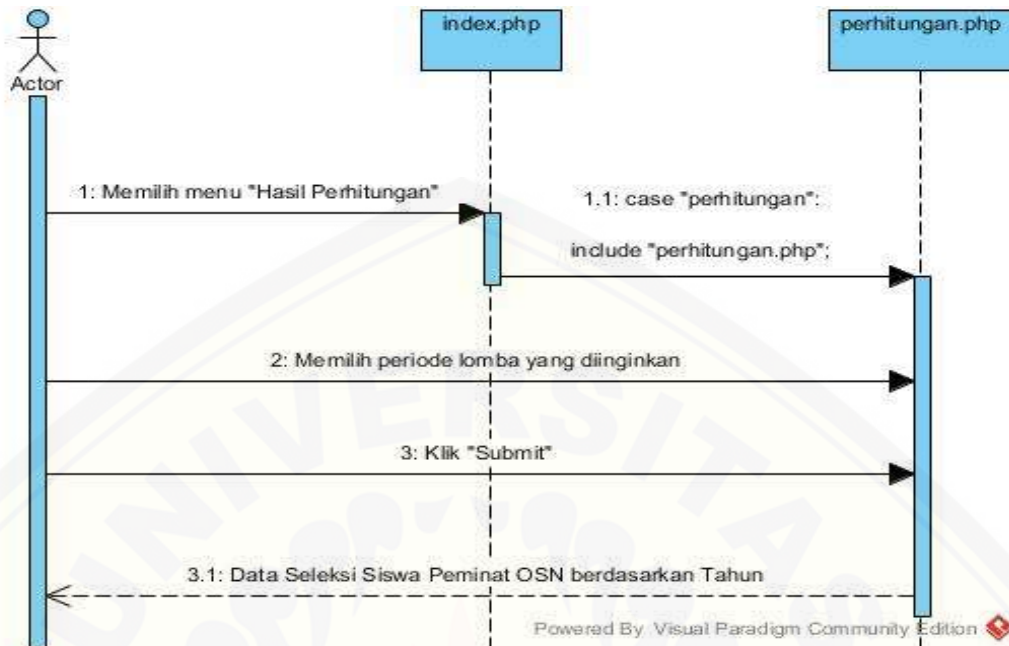 index.php
perhitungan.php
Actor
1: Memilih menu "Hasil Perhitungan"
1.1: case "perhitungan":
include "perhitungan.php";
2: Memilih periode lomba yang diinginkan
3: Klik "Submit"
3.1: Data Seleksi Siswa Peminat OSN berdasarkan Tahun
UNIVERSITAS
Powered By Visual Paradigm Community Edition